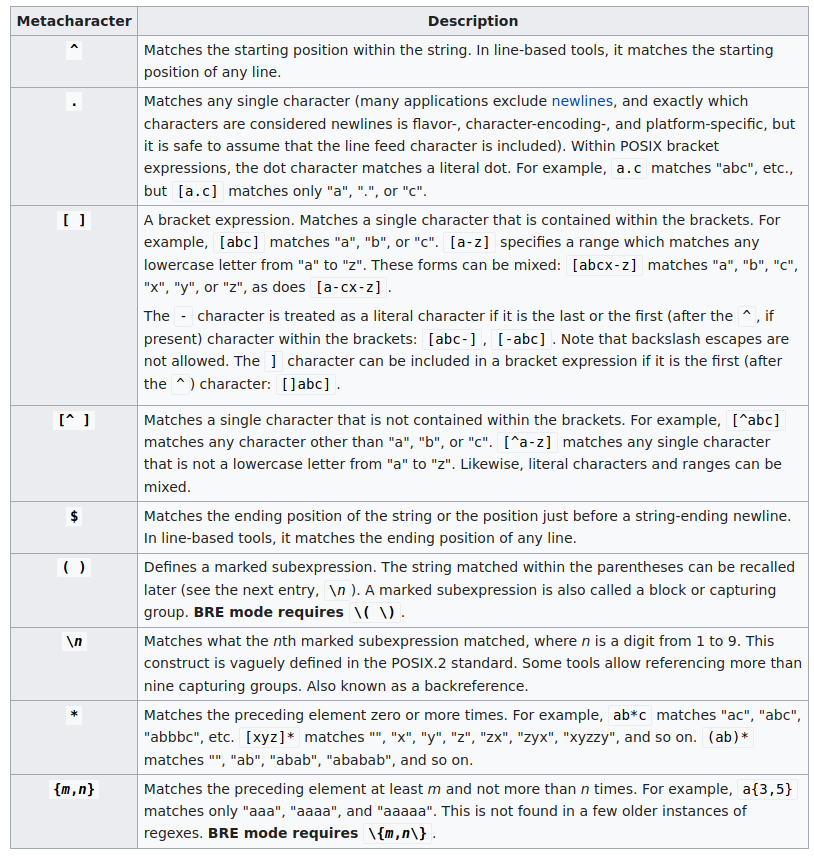 Metacharacter Description
^ Matches the starting position within the string. In line-based tools, it matches the starting
position of any line.
. Matches any single character (many applications exclude newlines, and exactly which
characters are considered newlines is flavor-, character-encoding-, and platform-specific, but
it is safe to assume that the line feed character is included). Within POSIX bracket
expressions, the dot character matches a literal dot. For example, a.c matches "abc", etc.,
but [a.c] matches only "a", ".", or "c".
[ ] A bracket expression. Matches a single character that is contained within the brackets. For
example, [abc] matches "a", "b", or "c". [a-z] specifies a range which matches any
lowercase letter from "a" to "z". These forms can be mixed: [abcx-z] matches "a", "b", "c",
"x", "y", or "z", as does [a-cx-z].
The - character is treated as a literal character if it is the last or the first (after the ^, if
present) character within the brackets: [abc-], [-abc]. Note that backslash escapes are
not allowed. The ] character can be included in a bracket expression if it is the first (after
the ^) character: []abc].
[^ ] Matches a single character that is not contained within the brackets. For example, [^abc]
matches any character other than "a", "b", or "c". [^a-z] matches any single character
that is not a lowercase letter from "a" to "z". Likewise, literal characters and ranges can be
mixed.
$ Matches the ending position of the string or the position just before a string-ending newline.
In line-based tools, it matches the ending position of any line.
( ) Defines a marked subexpression. The string matched within the parentheses can be recalled
later (see the next entry, \n). A marked subexpression is also called a block or capturing
group. BRE mode requires \( \).
\n Matches what the nth marked subexpression matched, where n is a digit from 1 to 9. This
construct is vaguely defined in the POSIX.2 standard. Some tools allow referencing more than
nine capturing groups. Also known as a backreference.
* Matches the preceding element zero or more times. For example, ab*c matches "ac", "abc",
"abbbc", etc. [xyz]* matches "", "x", "y", "z", "zx", "zyx", "xyzzy", and so on. (ab)*
matches "", "ab", "abab", "ababab", and so on.
{m,n} Matches the preceding element at least m and not more than n times. For example, a{3,5}
matches only "aaa", "aaaa", and "aaaaa". This is not found in a few older instances of
regexes. BRE mode requires \{m,n\}.